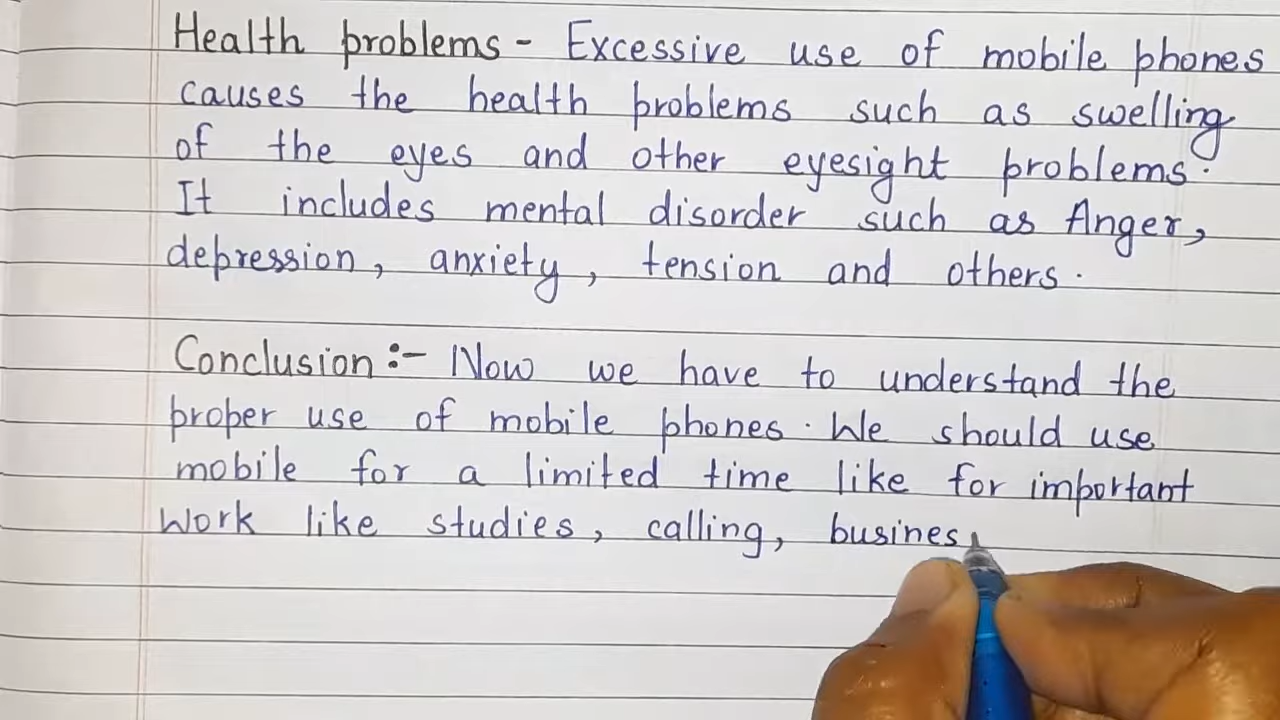 Health problems - Excessive use of mobile phones
causes the health problems such as swelling
of the eyes and other eyesight problems.
It includes mental disorder such as Anger,
depression, anxiety, tension and others.
Conclusion :- Now we have to understand the
proper use of mobile phones. We should use
mobile for a limited time like for important
Work like studies, calling, busines